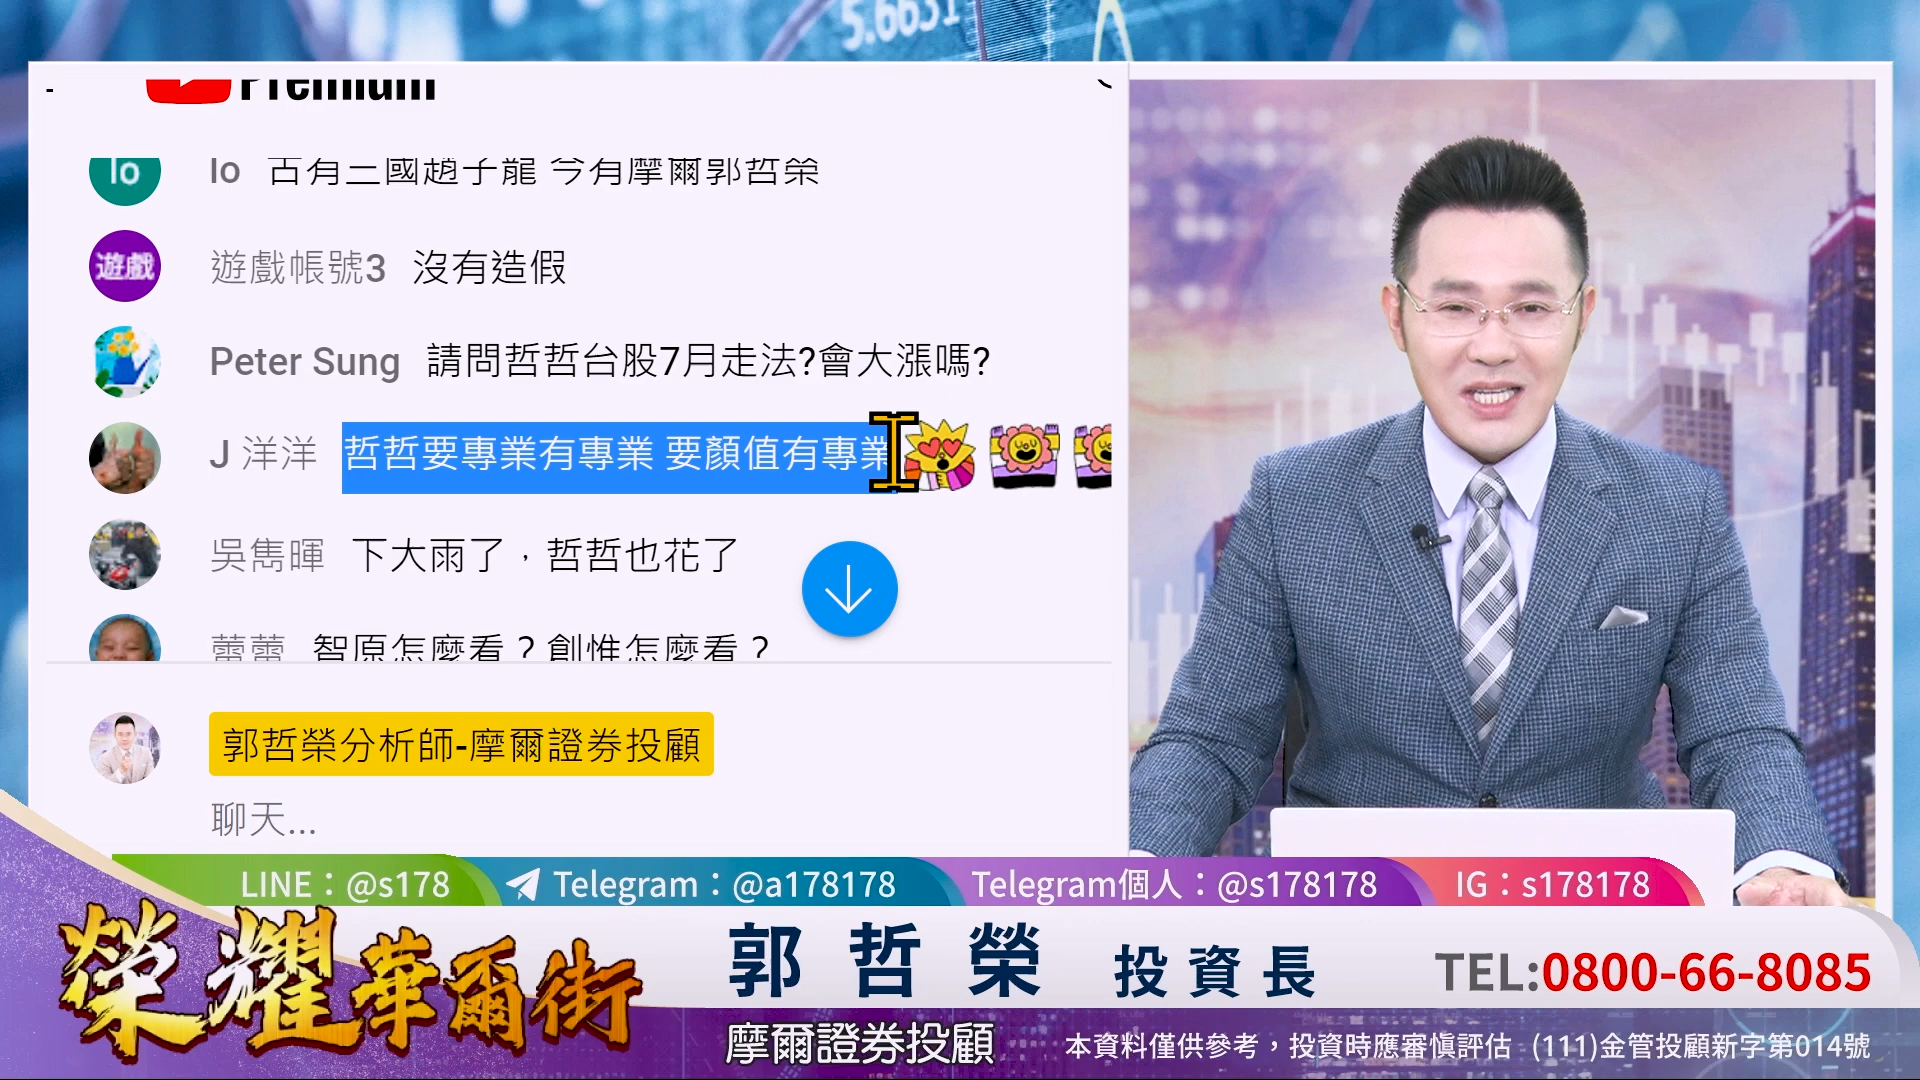 5.6631
Premium
lo
lo 古有三國趙子龍 今有摩爾郭哲榮
遊戲
遊戲帳號3 沒有造假
Peter Sung 請問哲哲台股7月走法?會大漲嗎?
J 洋洋 哲哲要專業有專業 要顏值有專業
吳雋暉 下大雨了，哲哲也花了
蕾蕾 智原怎麼看？創惟怎麼看？
郭哲榮分析師-摩爾證券投顧
聊天...
LINE：@s178 Telegram：@a178178 Telegram個人：@s178178 IG：s178178
榮耀華爾街
郭哲榮 投資長 TEL:0800-66-8085
摩爾證券投顧 本資料僅供參考，投資時應審慎評估 (111)金管投顧新字第014號